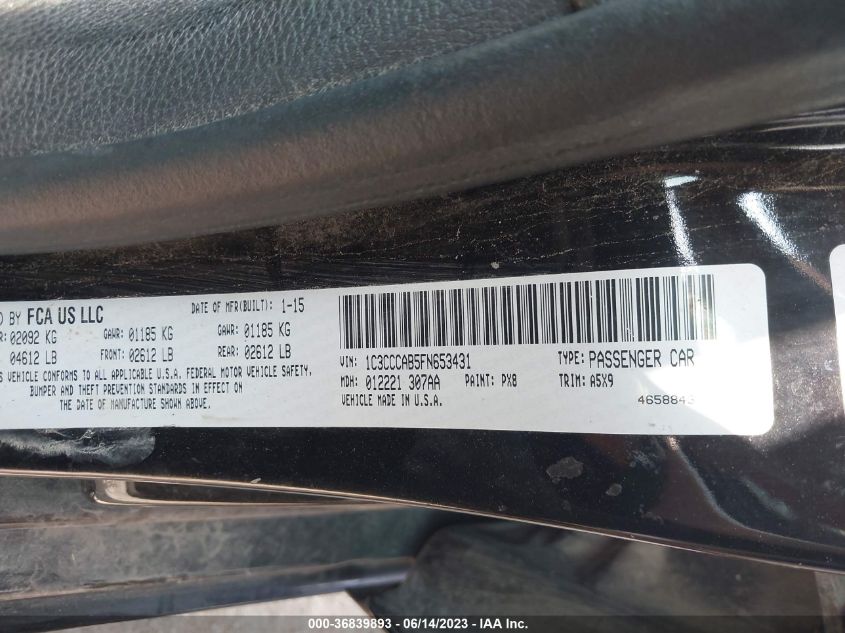 D BY FCA US LLC DATE OF MFR(BUILT): 1-15
R: 02092 KG GAWR: 01185 KG GAWR: 01185 KG
04612 LB FRONT: 02612 LB REAR: 02612 LB
S VEHICLE CONFORMS TO ALL APPLICABLE U.S.A. FEDERAL MOTOR VEHICLE SAFETY,
BUMPER AND THEFT PREVENTION STANDARDS IN EFFECT ON
THE DATE OF MANUFACTURE SHOWN ABOVE.
VIN: 1C3CCCAB5FN653431 TYPE: PASSENGER CAR
MDH: 012221 307AA PAINT: PX8 TRIM: A5X9
VEHICLE MADE IN U.S.A. 4658843
000-36839893 - 06/14/2023 - IAA Inc.